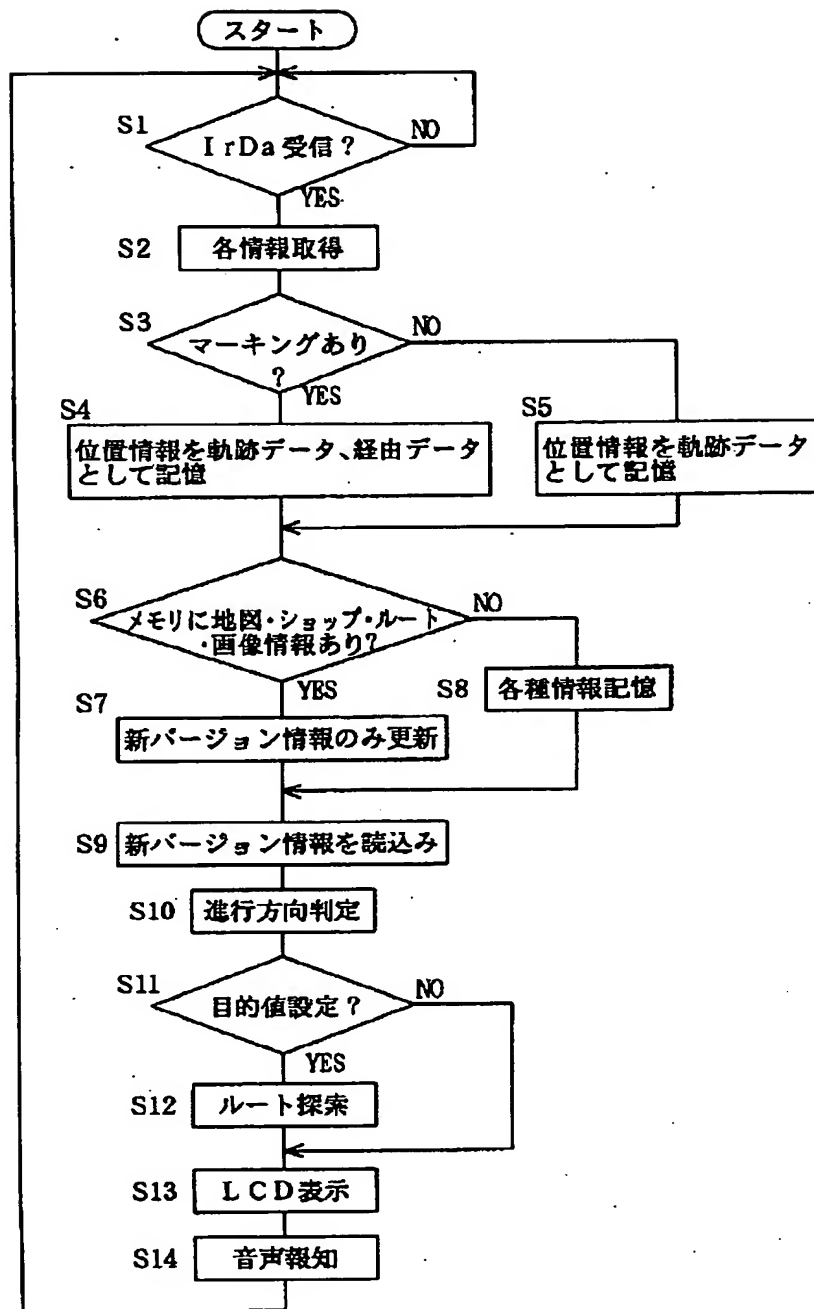 スタート
S1
IrDa受信?
NO
YES
S2
各情報取得
S3
マーキングあり
?
NO
YES
S4
位置情報を軌跡データ、経由データ
として記憶
S5
位置情報を軌跡データ
として記憶
S6
メモリに地図・ショップ・ルート
・画像情報あり?
NO
YES
S7
新バージョン情報のみ更新
S8
各種情報記憶
S9
新バージョン情報を読込み
S10
進行方向判定
S11
目的値設定?
NO
YES
S12
ルート探索
S13
LCD表示
S14
音声報知